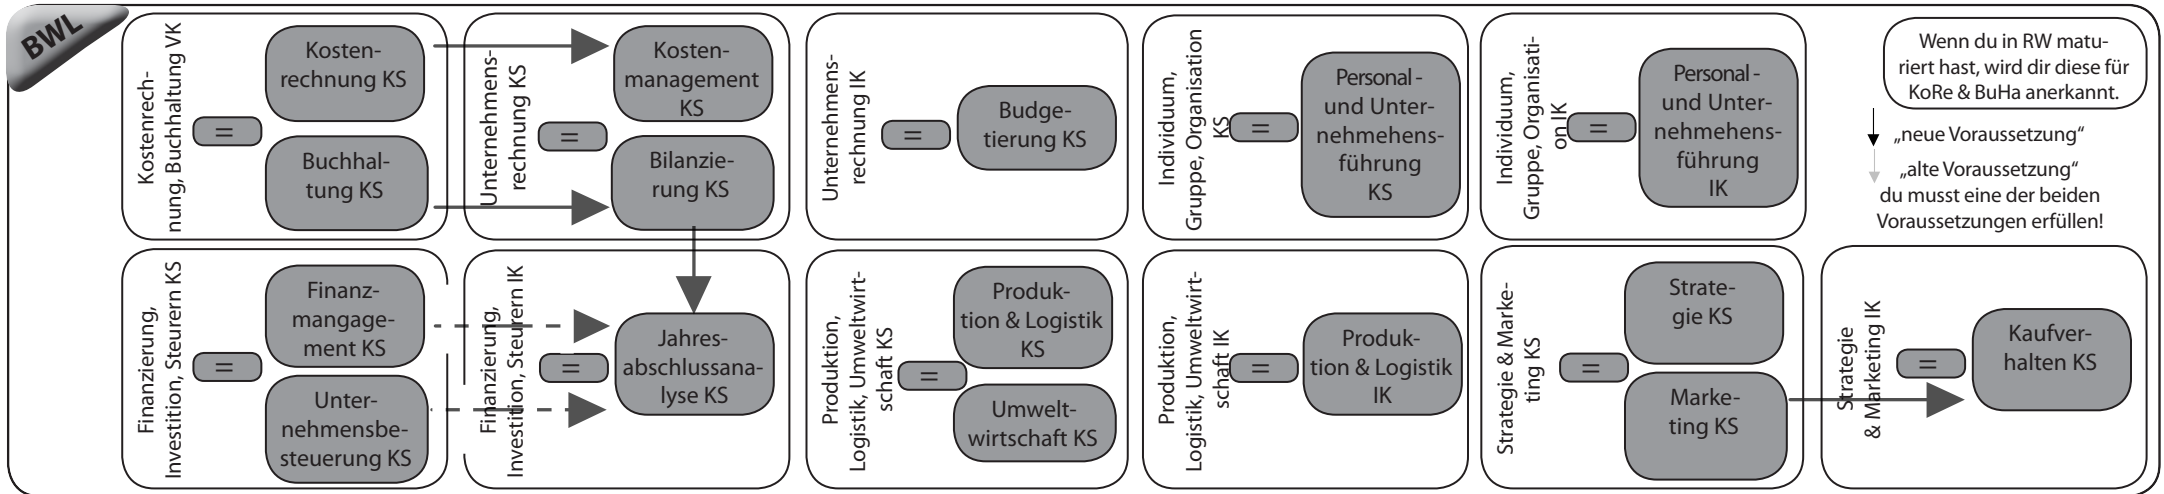 BWL
Kostenrech-
nung, Buchhaltung VK
=
Kosten-
rechnung KS
Buchhal-
tung KS
Unternehmens-
rechnung KS
=
Kosten-
management
KS
Bilanzie-
rung KS
Unternehmens-
rechnung IK
=
Budge-
tierung KS
Individuum,
Gruppe, Organisation
KS
=
Personal -
und Unter-
nehmehens-
führung
KS
Individuum,
Gruppe, Organisati-
on IK
=
Personal -
und Unter-
nehmehens-
führung
IK
Wenn du in RW matu-
riert hast, wird dir diese für
KoRe & BuHa anerkannt.
„neue Voraussetzung“
„alte Voraussetzung“
du musst eine der beiden
Voraussetzungen erfüllen!
Finanzierung,
Investition, Steuren KS
=
Finanz-
mangage-
ment KS
Unter-
nehmensbe-
steuerung KS
Finanzierung,
Investition, Steuren IK
=
Jahres-
abschlussana-
lyse KS
Produktion,
Logistik, Umweltwirt-
schaft KS
=
Produk-
tion & Logistik
KS
Umwelt-
wirtschaft KS
Produktion,
Logistik, Umweltwirt-
schaft IK
=
Produk-
tion & Logistik
IK
Strategie & Marke-
ting KS
=
Strate-
gie KS
Marke-
ting KS
Strategie
& Marketing IK
=
Kaufver-
halten KS